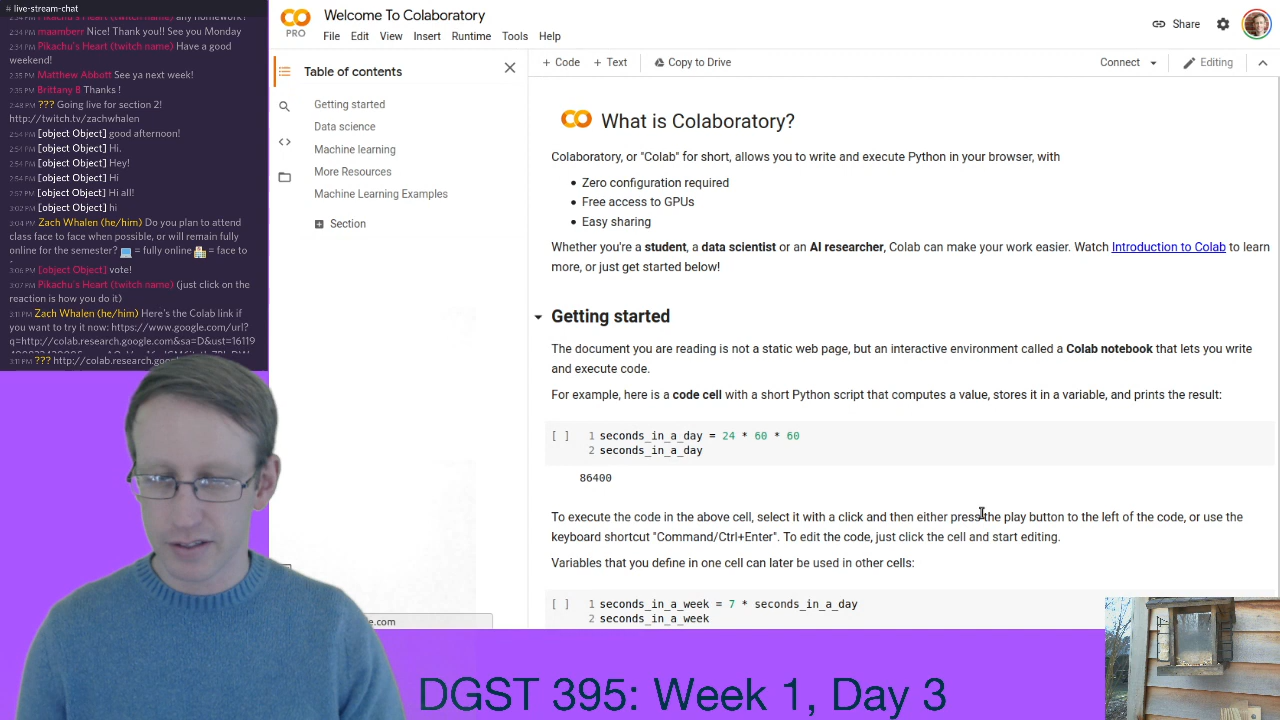 # live-stream-chat
2:34 PM Pikachu's Heart (twitch name) any homework?
2:34 PM maamberr Nice! Thank you!! See you Monday
2:34 PM Pikachu's Heart (twitch name) Have a good
weekend!
2:35 PM Matthew Abbott See ya next week!
2:35 PM Brittany B Thanks !
2:48 PM ??? Going live for section 2!
http://twitch.tv/zachwhalen
2:54 PM [object Object] good afternoon!
2:54 PM [object Object] Hi.
2:54 PM [object Object] Hey!
2:54 PM [object Object] Hi
2:57 PM [object Object] Hi all!
3:02 PM [object Object] hi
3:04 PM Zach Whalen (he/him) Do you plan to attend
class face to face when possible, or will remain fully
online for the semester? 💻 = fully online 🏫 = face to
3:06 PM [object Object] vote!
3:07 PM Pikachu's Heart (twitch name) (just click on the
reaction is how you do it)
3:11 PM Zach Whalen (he/him) Here's the Colab link if
you want to try it now: https://www.google.com/url?
q=http://colab.research.google.com&sa=D&ust=16119
3:11 PM ??? http://colab.research.goog
PRO
Welcome To Colaboratory
File Edit View Insert Runtime Tools Help
Share
Table of contents
Getting started
Data science
Machine learning
More Resources
Machine Learning Examples
Section
+ Code + Text Copy to Drive
Connect Editing
What is Colaboratory?
Colaboratory, or "Colab" for short, allows you to write and execute Python in your browser, with
• Zero configuration required
• Free access to GPUs
• Easy sharing
Whether you're a student, a data scientist or an AI researcher, Colab can make your work easier. Watch Introduction to Colab to learn
more, or just get started below!
Getting started
The document you are reading is not a static web page, but an interactive environment called a Colab notebook that lets you write
and execute code.
For example, here is a code cell with a short Python script that computes a value, stores it in a variable, and prints the result:
[ ] 1 seconds_in_a_day = 24 * 60 * 60
2 seconds_in_a_day
86400
To execute the code in the above cell, select it with a click and then either press the play button to the left of the code, or use the
keyboard shortcut "Command/Ctrl+Enter". To edit the code, just click the cell and start editing.
Variables that you define in one cell can later be used in other cells:
[ ] 1 seconds_in_a_week = 7 * seconds_in_a_day
2 seconds_in_a_week
e.com
DGST 395: Week 1, Day 3